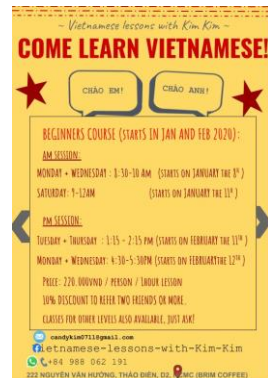 ~ Vietnamese lessons with Kim Kim ~
COME LEARN VIETNAMESE!
CHÀO EM!
CHÀO ANH!
BEGINNERS COURSE (STARTS IN JAN AND FEB 2020):
AM SESSION:
MONDAY + WEDNESDAY : 8:30-10 AM (STARTS ON JANUARY THE 8TH)
SATURDAY: 9-12AM (STARTS ON JANUARY THE 11TH)
PM SESSION:
TUESDAY + THURSDAY : 1:15 - 2:15 PM (STARTS ON FEBRUARY THE 11TH)
MONDAY + WEDNESDAY: 4:30-5:30PM (STARTS ON FEBRUARYTHE 12TH)
PRICE: 220.000VND / PERSON / 1HOUR LESSON
10% DISCOUNT TO REFER TWO FRIENDS OR MORE.
CLASSES FOR OTHER LEVELS ALSO AVAILABLE, JUST ASK!
candykim0711@gmail.com
ietnamese-lessons-with-Kim-Kim
+84 988 062 191
222 NGUYỄN VĂN HƯỞNG, THẢO ĐIỀN, D2, CMC (BRIM COFFEE)